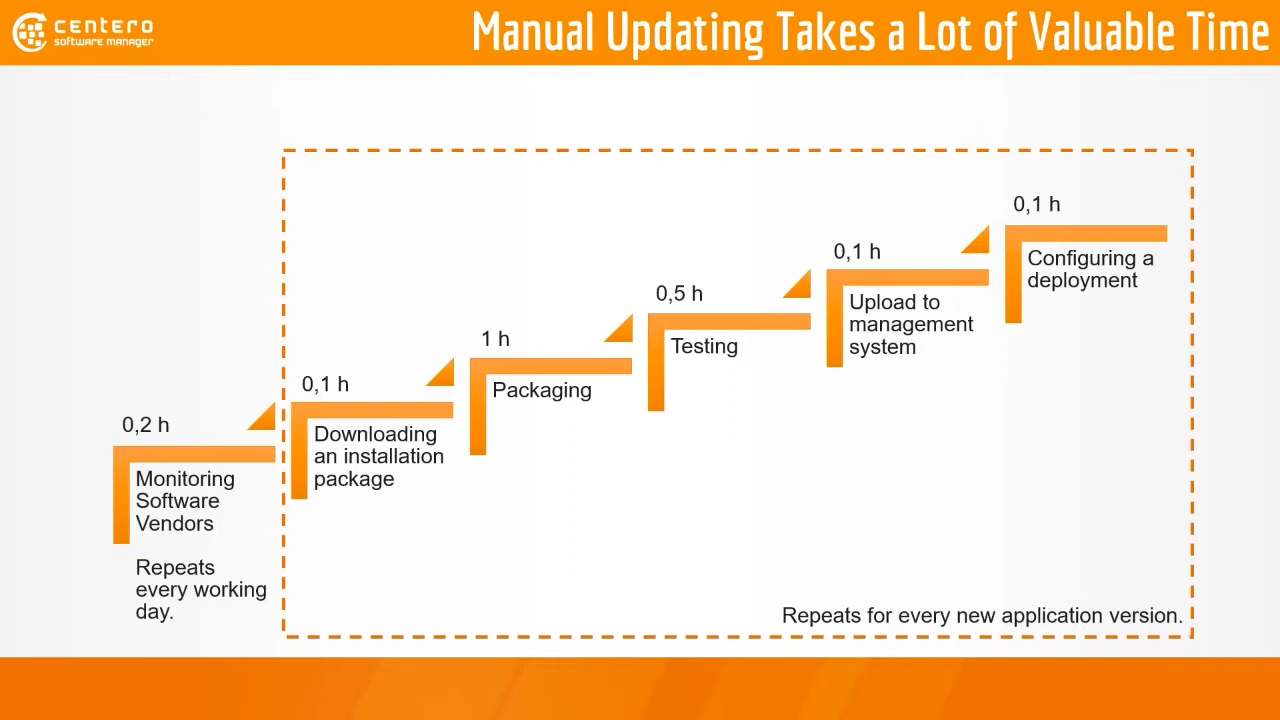 centero
software manager
Manual Updating Takes a Lot of Valuable Time
0,2 h
Monitoring
Software
Vendors
Repeats
every working
day.
0,1 h
Downloading
an installation
package
1 h
Packaging
0,5 h
Testing
0,1 h
Upload to
management
system
0,1 h
Configuring a
deployment
Repeats for every new application version.